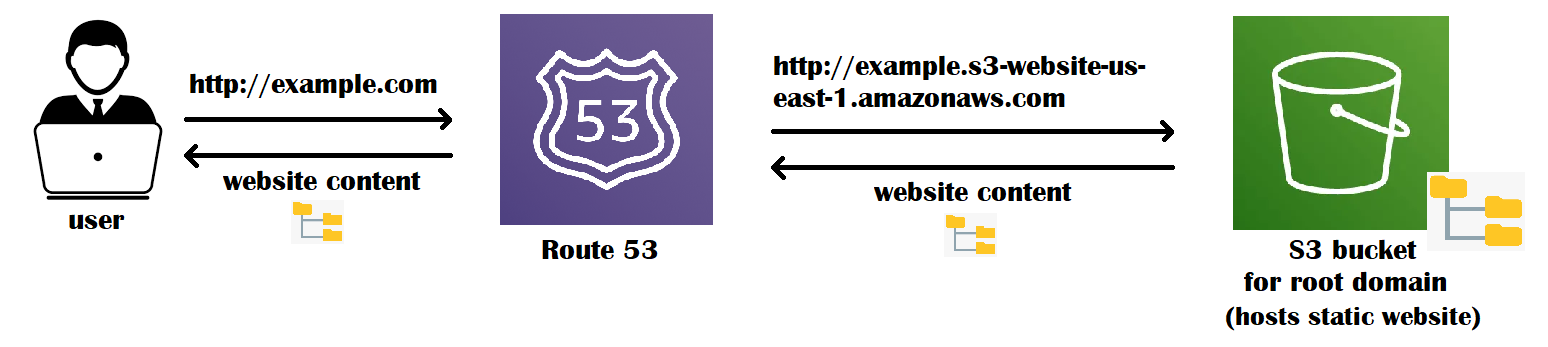 http://example.com
website content
user
53
Route 53
http://example.s3-website-us-
east-1.amazonaws.com
website content
S3 bucket
for root domain
(hosts static website)